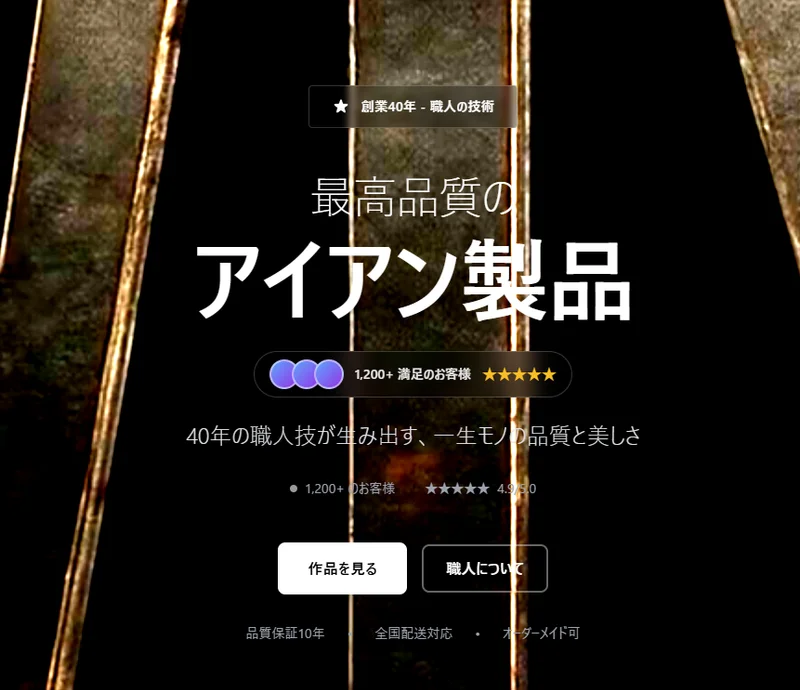 ★ 創業40年 - 職人の技術
最高品質の
アイアン製品
1,200+ 満足のお客様 ★★★★★
40年の職人技が生み出す、一生モノの品質と美しさ
● 1,200+ のお客様 ★★★★★ 4.9/5.0
作品を見る 職人について
品質保証10年 • 全国配送対応 • オーダーメイド可